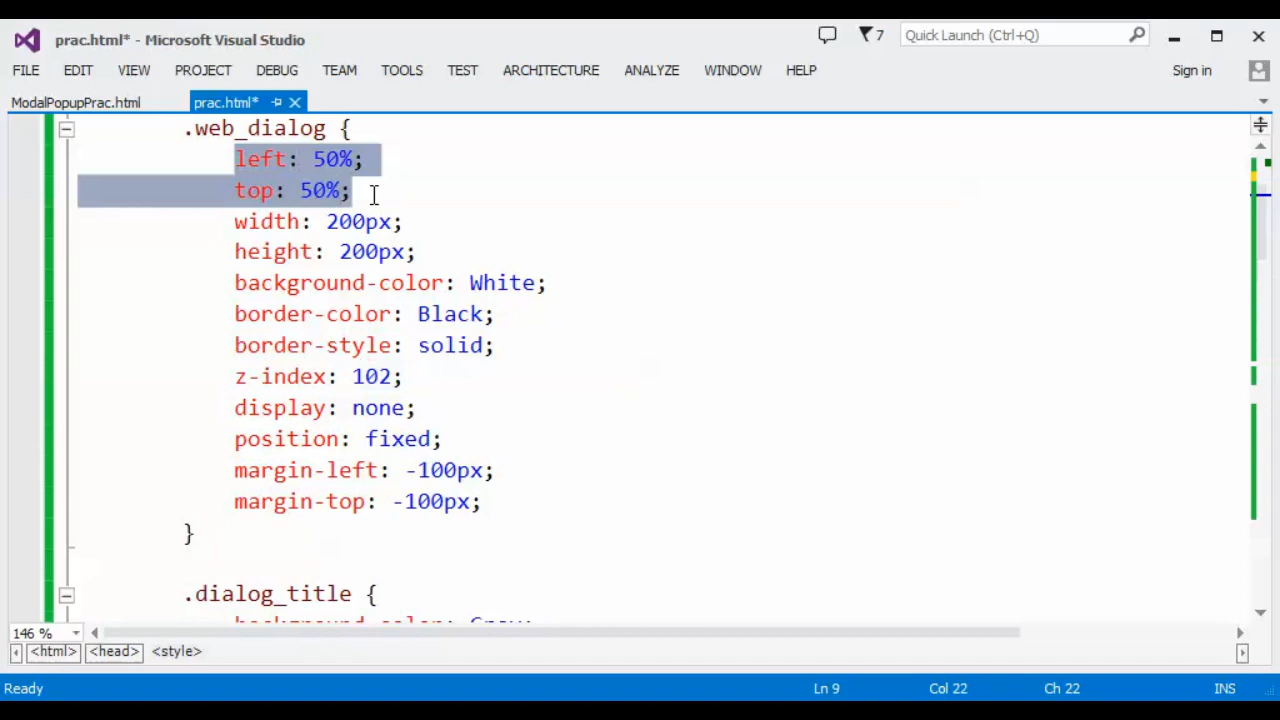 prac.html* - Microsoft Visual Studio
7
Quick Launch (Ctrl+Q)
FILE EDIT VIEW PROJECT DEBUG TEAM TOOLS TEST ARCHITECTURE ANALYZE WINDOW HELP
Sign in
ModalPopupPrac.html prac.html*
.web_dialog {
left: 50%;
top: 50%;
width: 200px;
height: 200px;
background-color: White;
border-color: Black;
border-style: solid;
z-index: 102;
display: none;
position: fixed;
margin-left: -100px;
margin-top: -100px;
}
.dialog_title {
background-color: Gray;
146 %
<html> <head> <style>
Ready Ln 9 Col 22 Ch 22 INS